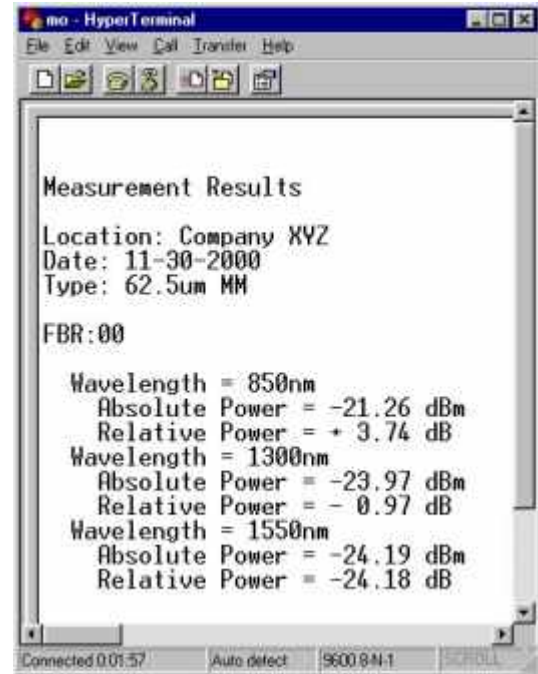 mo - HyperTerminal
File Edit View Call Transfer Help
Measurement Results
Location: Company XYZ
Date: 11-30-2000
Type: 62.5um MM
FBR:00
Wavelength = 850nm
Absolute Power = -21.26 dBm
Relative Power = + 3.74 dB
Wavelength = 1300nm
Absolute Power = -23.97 dBm
Relative Power = - 0.97 dB
Wavelength = 1550nm
Absolute Power = -24.19 dBm
Relative Power = -24.18 dB
Connected 0:01:57 Auto detect 9600 8-N-1 SCROLL